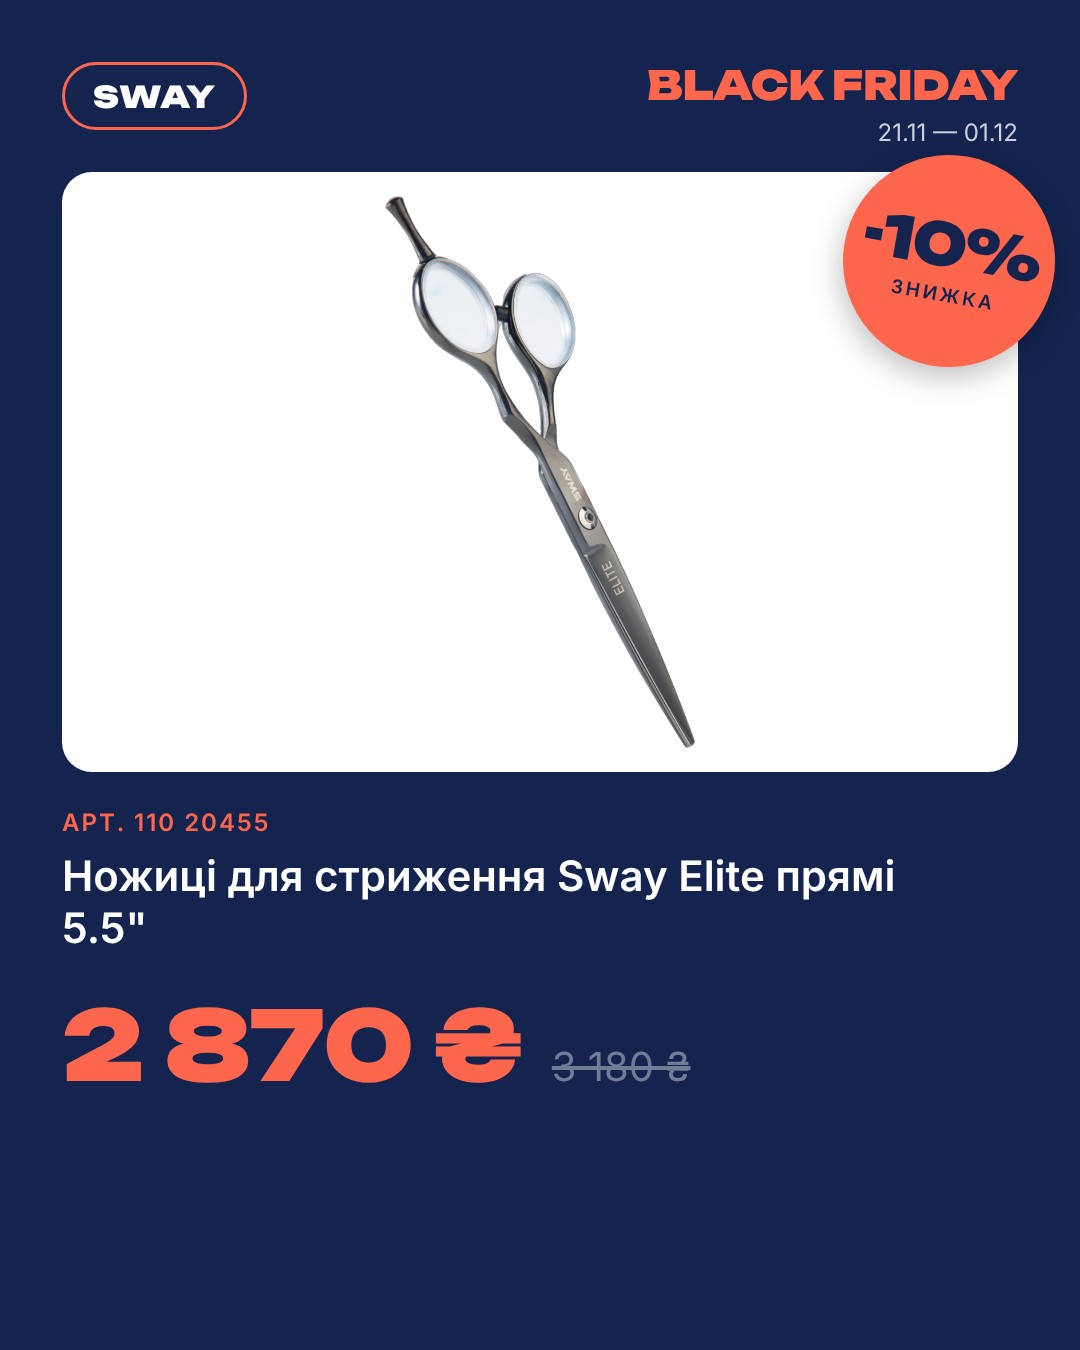 SWAY
BLACK FRIDAY
21.11 — 01.12
-10%
ЗНИЖКА
SWAY
ELITE
АРТ. 110 20455
Ножиці для стриження Sway Elite прямі
5.5"
2 870 ₴
3 180 ₴